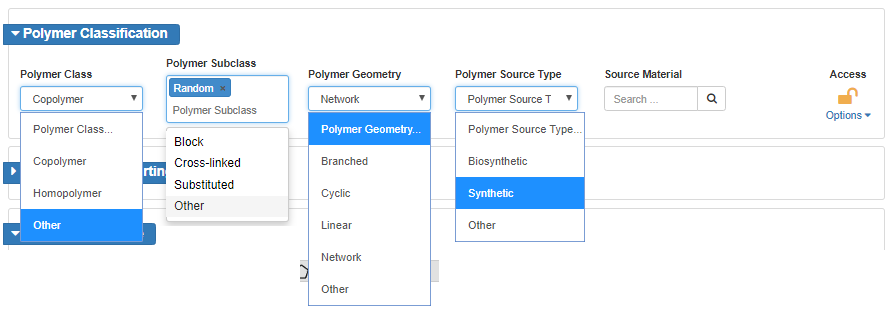 Polymer Classification
Polymer Class
Copolymer
Polymer Class...
Copolymer
Homopolymer
Other
Polymer Subclass
Random ×
Polymer Subclass
Block
Cross-linked
Substituted
Other
Polymer Geometry
Network
Polymer Geometry...
Branched
Cyclic
Linear
Network
Other
Polymer Source Type
Polymer Source T
Polymer Source Type...
Biosynthetic
Synthetic
Other
Source Material
Search ...
Access
Options